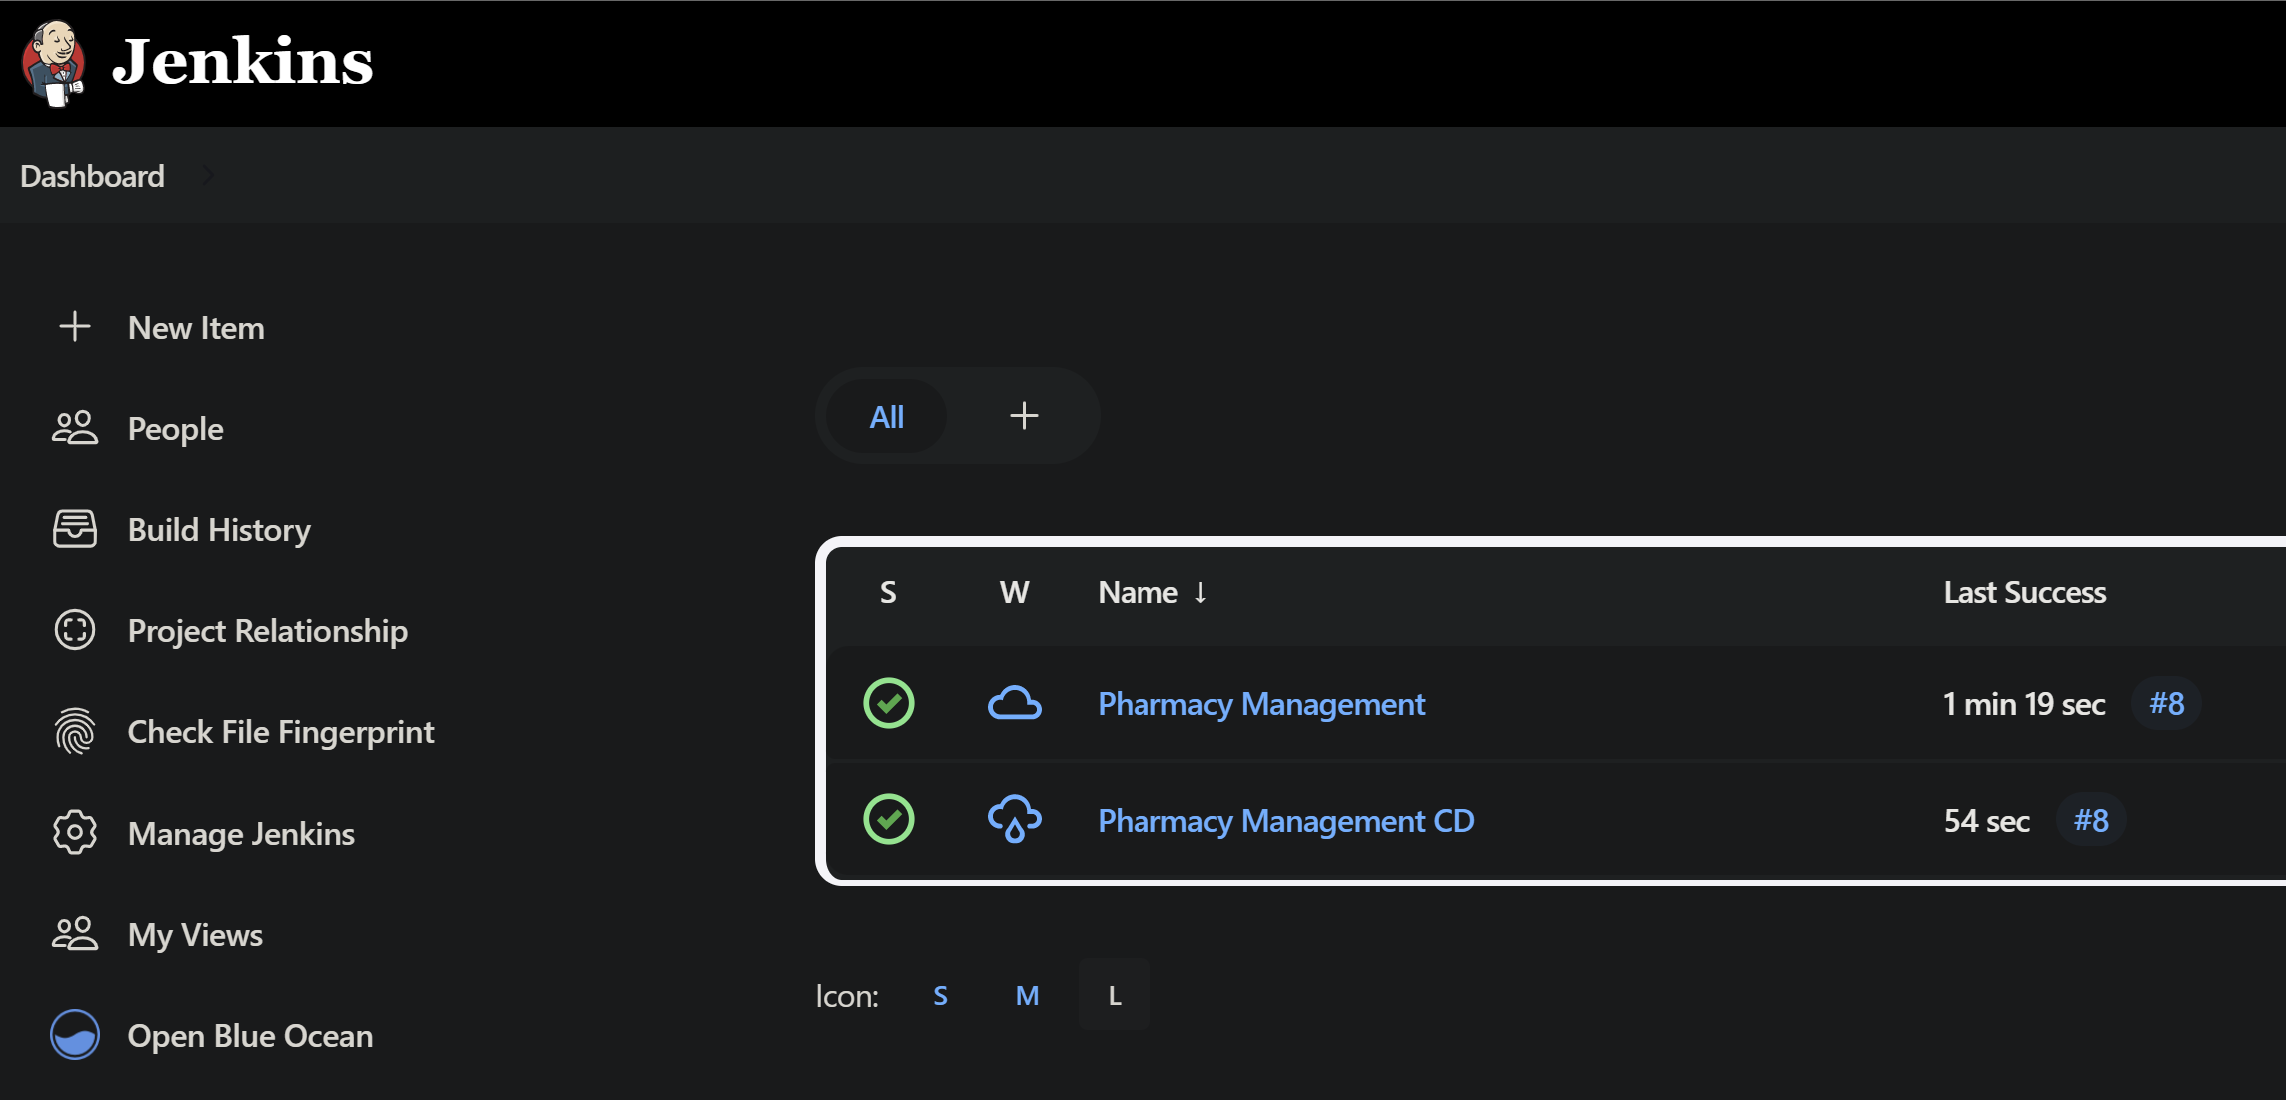 Jenkins
Dashboard
New Item
People
Build History
Project Relationship
Check File Fingerprint
Manage Jenkins
My Views
Open Blue Ocean
All +
S W Name ↓ Last Success
Pharmacy Management 1 min 19 sec #8
Pharmacy Management CD 54 sec #8
Icon: S M L